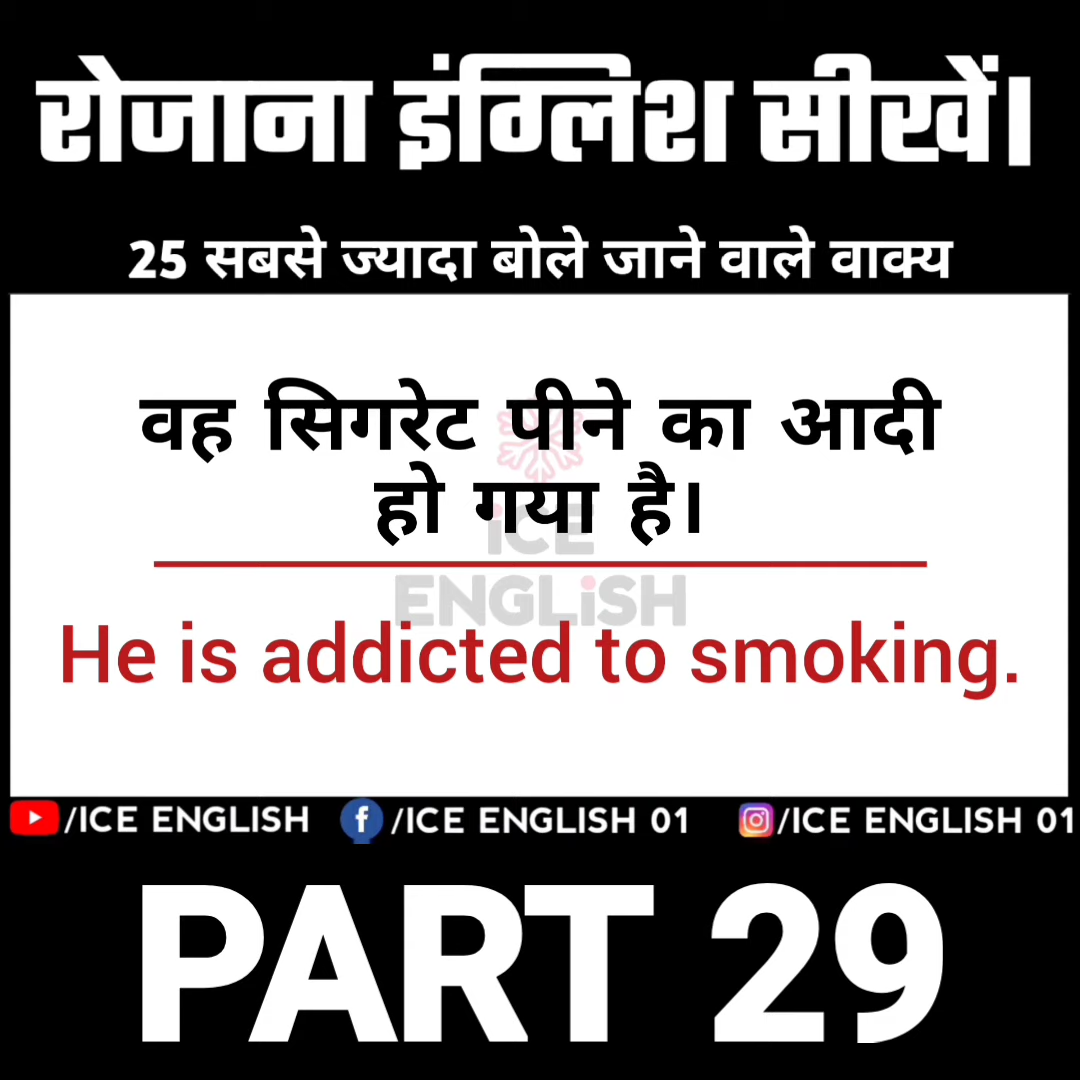 रोजाना इंग्लिश सीखें।
25 सबसे ज्यादा बोले जाने वाले वाक्य
वह सिगरेट पीने का आदी
हो गया है।
iCE
ENGLiSH
He is addicted to smoking.
/ICE ENGLISH /ICE ENGLISH 01 /ICE ENGLISH 01
PART 29